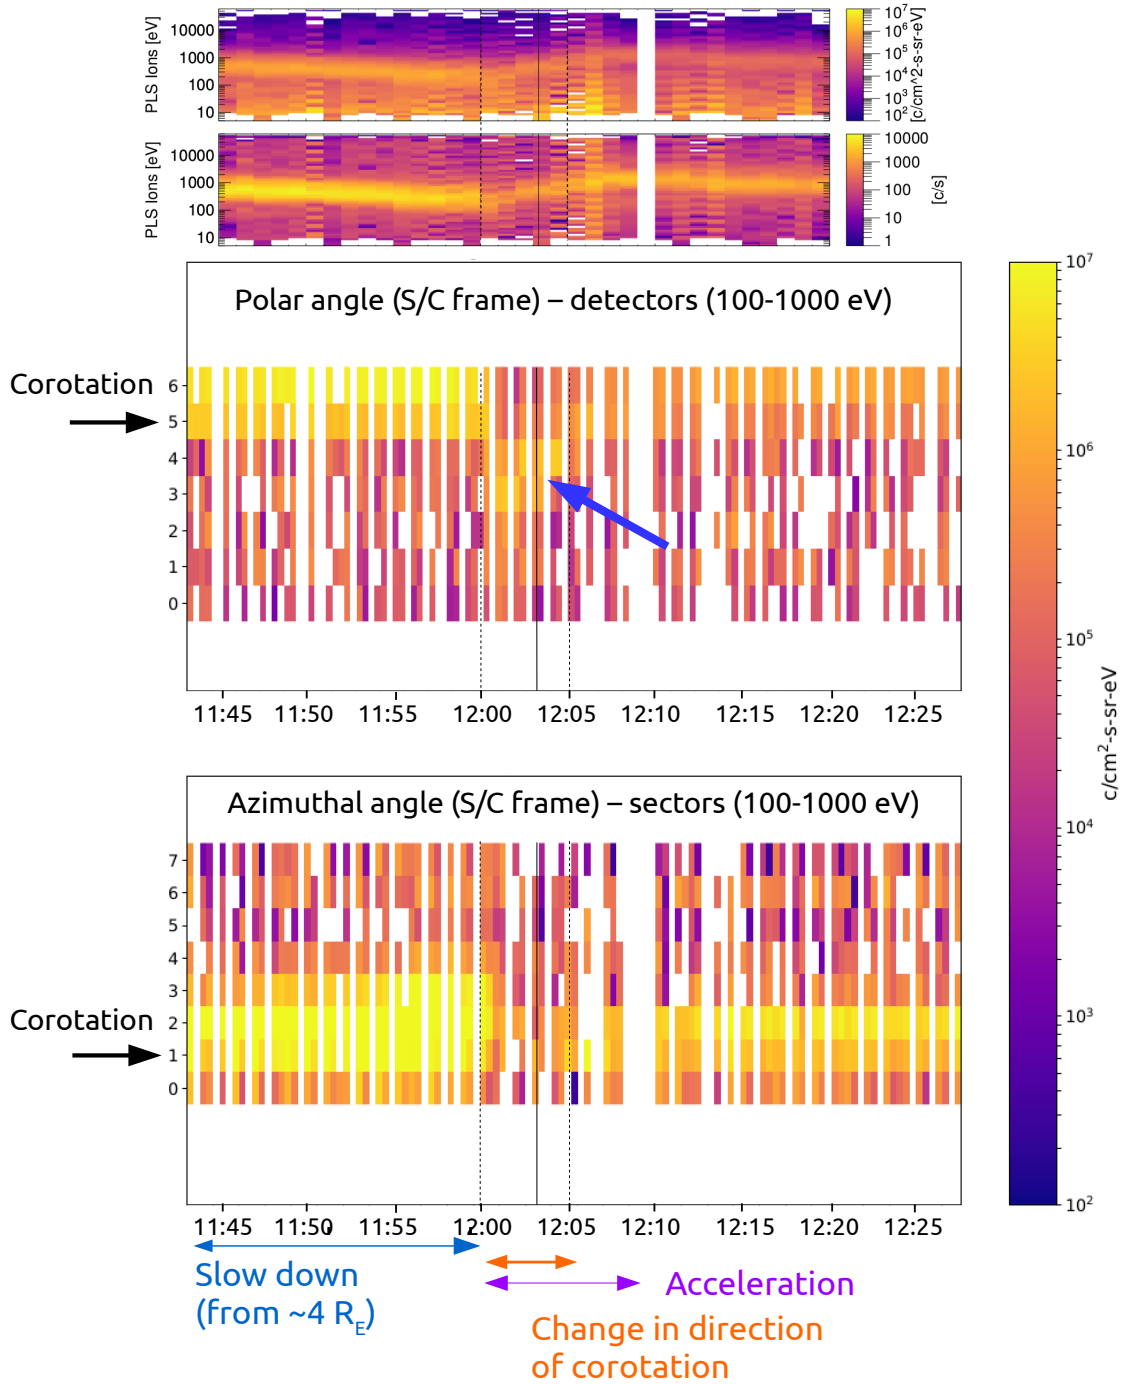 PLS Ions [eV]
10000
1000
100
10
10⁷
10⁶
10⁵
10⁴
10³
10²
[c/cm^2-s-sr-eV]
PLS Ions [eV]
10000
1000
100
10
10000
1000
100
10
1
[c/s]
Polar angle (S/C frame) – detectors (100-1000 eV)
Corotation
6
5
4
3
2
1
0
11:45 11:50 11:55 12:00 12:05 12:10 12:15 12:20 12:25
Azimuthal angle (S/C frame) – sectors (100-1000 eV)
Corotation
7
6
5
4
3
2
1
0
11:45 11:50 11:55 12:00 12:05 12:10 12:15 12:20 12:25
10⁷
10⁶
10⁵
10⁴
10³
10²
c/cm²-s-sr-eV
Slow down
(from ~4 R_E)
Acceleration
Change in direction
of corotation